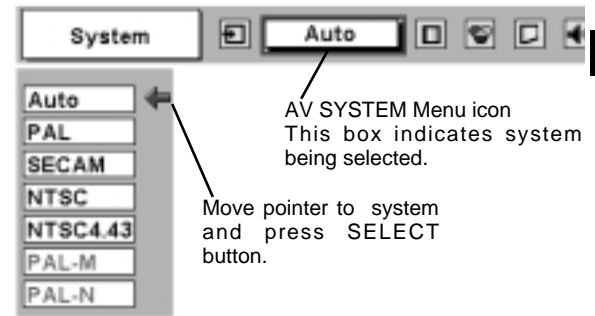 System
Auto
Auto
PAL
SECAM
NTSC
NTSC4.43
PAL-M
PAL-N
AV SYSTEM Menu icon
This box indicates system
being selected.
Move pointer to system
and press SELECT
button.